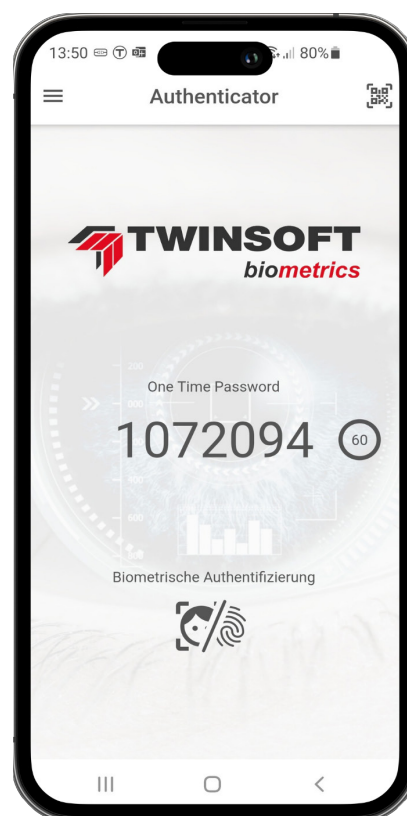 13:50 80%
Authenticator
TWINSOFT
biometrics
One Time Password
1072094 60
Biometrische Authentifizierung